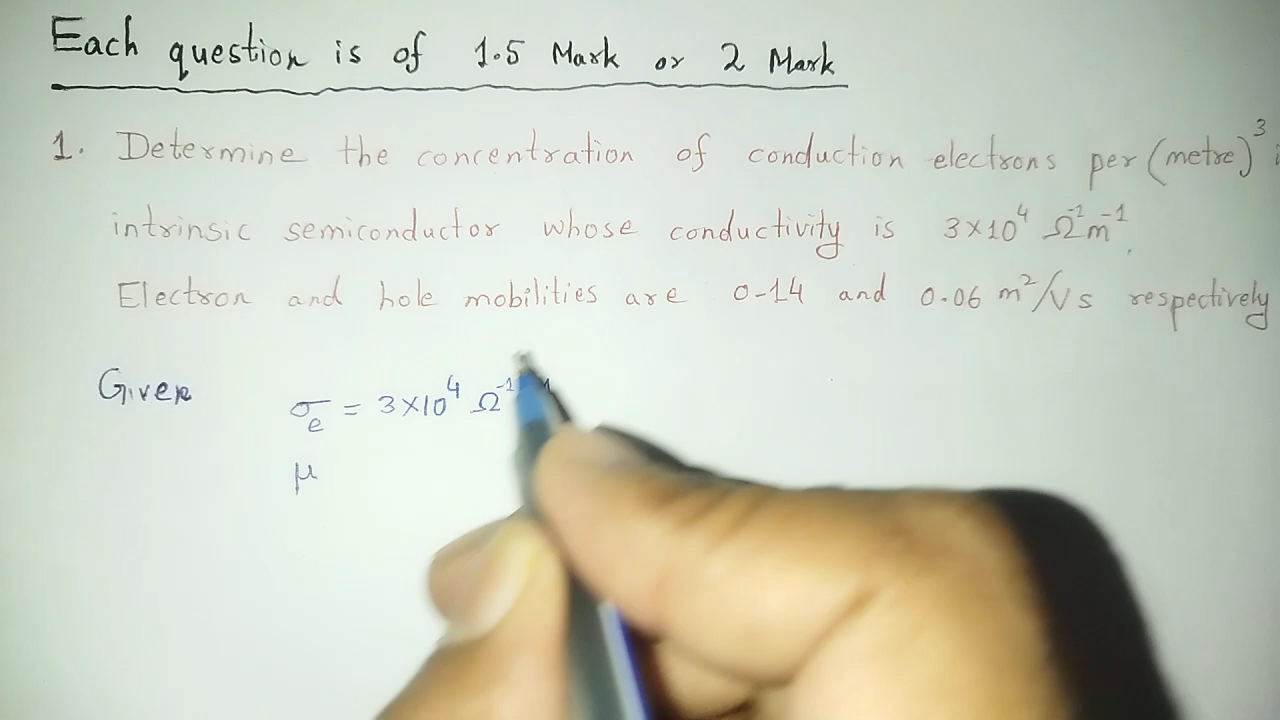 Each question is of 1.5 Mark or 2 Mark
1. Determine the concentration of conduction electrons per (metre)³
intrinsic semiconductor whose conductivity is 3×10⁴ Ω⁻¹m⁻¹.
Electron and hole mobilities are 0.14 and 0.06 m²/Vs respectively
Given σₑ = 3×10⁴ Ω⁻¹
μ